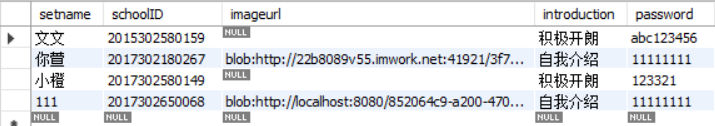 setname schoolID imageurl introduction password
文文 2015302580159 NULL 积极开朗 abc123456
你萱 2017302180267 blob:http://22b8089v55.imwork.net:41921/3f7... 自我介绍 11111111
小橙 2017302580149 NULL 积极开朗 123321
111 2017302650068 blob:http://localhost:8080/852064c9-a200-470... 自我介绍 11111111
NULL NULL NULL NULL NULL